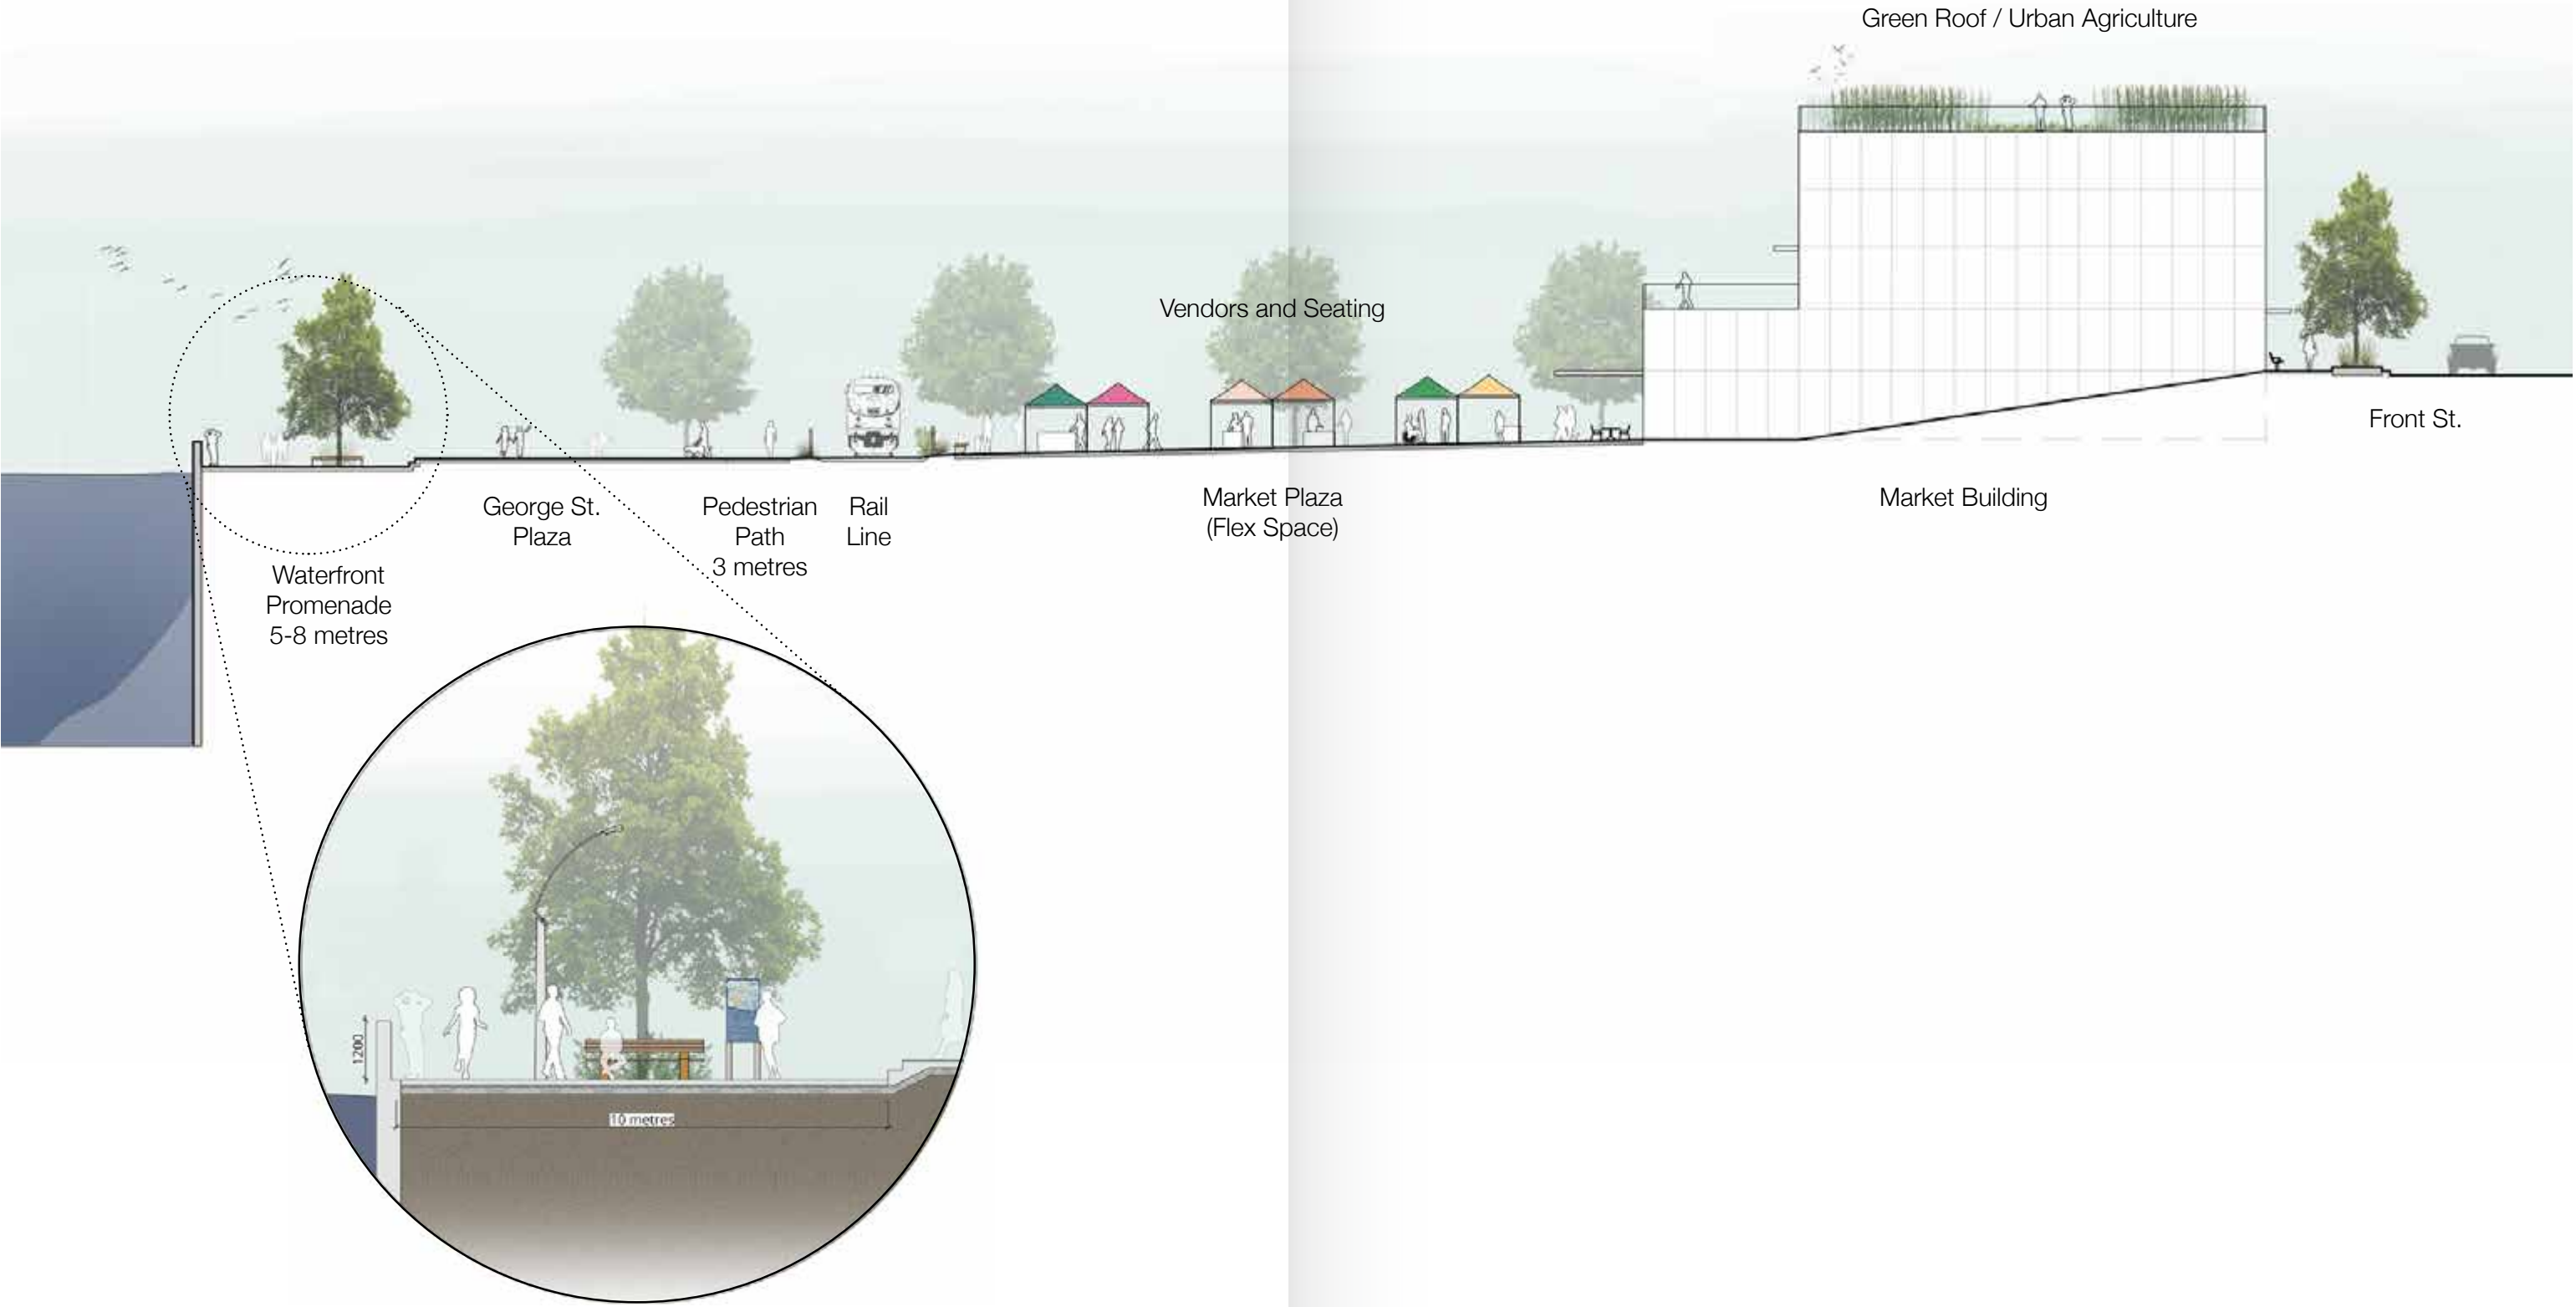 Green Roof / Urban Agriculture
Vendors and Seating
Front St.
George St.
Plaza
Pedestrian
Path
3 metres
Rail
Line
Market Plaza
(Flex Space)
Market Building
Waterfront
Promenade
5-8 metres
1200
10 metres